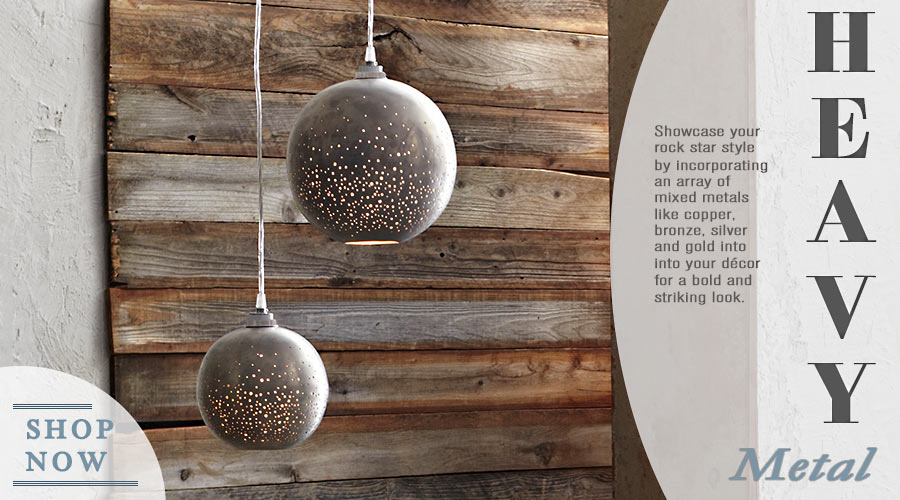 HEAVY
Metal
Showcase your
rock star style
by incorporating
an array of
mixed metals
like copper,
bronze, silver
and gold into
into your décor
for a bold and
striking look.
SHOP
NOW